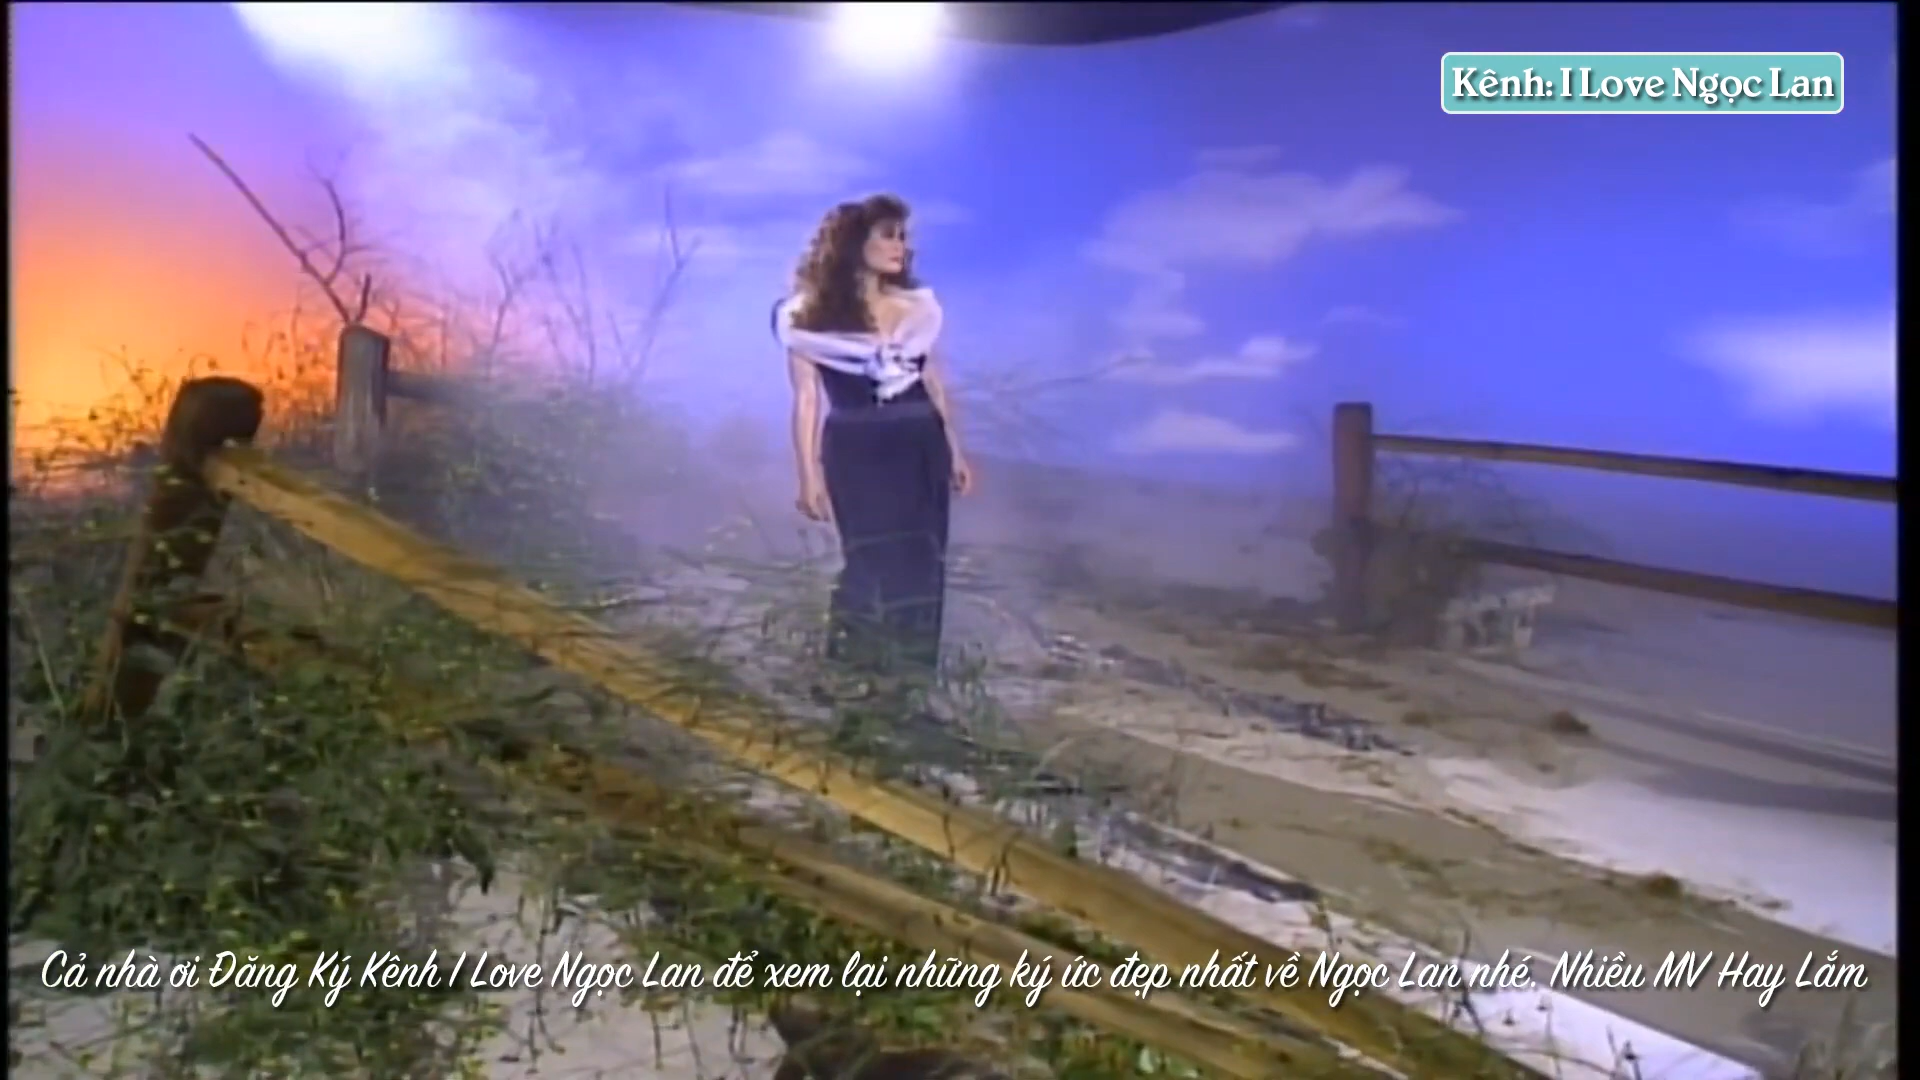 Kênh: I Love Ngọc Lan
Cả nhà ơi Đăng Ký Kênh I Love Ngọc Lan để xem lại những ký ức đẹp nhất về Ngọc Lan nhé. Nhiều MV Hay Lắm